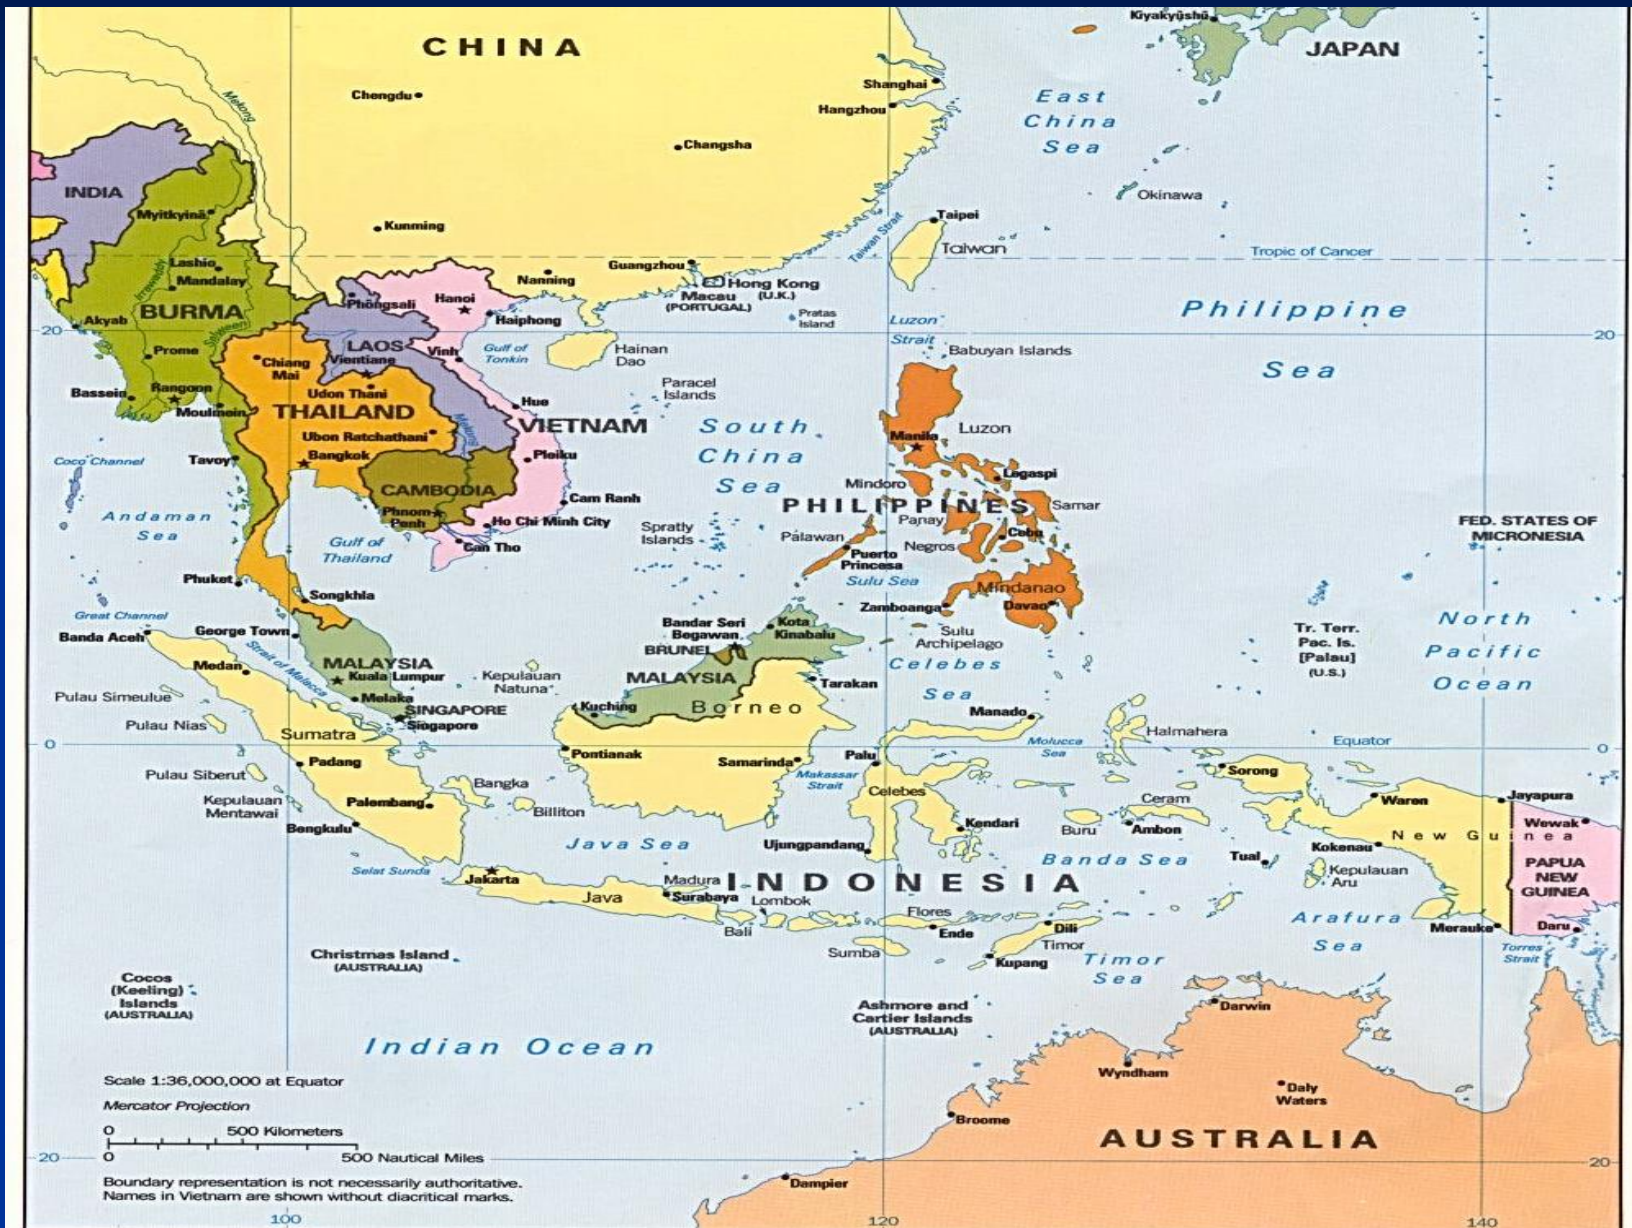 Kiyakyūshū
JAPAN
CHINA
Shanghai
Chengdu
Hangzhou
East
China
Sea
Mekong
Changsha
INDIA
Okinawa
Myitkyinä
Taipei
Kunming
Taiwan Strait
Taiwan
Tropic of Cancer
Lashio
Guangzhou
Irrawaddy
Mandalay
Nanning
Hong Kong
(U.K.)
Macau
(PORTUGAL)
Phôngsali
Hanoi
BURMA
Philippine
Sea
Akyab
Haiphong
Pratas
Island
Luzon
Strait
20
20
Salween
LAOS
Vinh
Gulf of
Tonkin
Hainan
Dao
Babuyan Islands
Prome
Chiang
Mai
Vientiane
Paracel
Islands
Bassein
Rangoon
Udon Thani
Hue
Moulmein
THAILAND
VIETNAM
South
China
Sea
Luzon
Manila
Ubon Ratchathani
Mekong
Coco Channel
Tavoy
Bangkok
Pleiku
Legaspi
Mindoro
CAMBODIA
Cam Ranh
PHILIPPINES
Samar
Andaman
Sea
Phnom
Penh
Ho Chi Minh City
Spratly
Islands
Panay
FED. STATES OF
MICRONESIA
Gulf of
Thailand
Can Tho
Palawan
Negros
Cebu
Puerto
Princesa
Phuket
Sulu Sea
Mindanao
Songkhla
Zamboanga
Davao
Great Channel
Banda Aceh
George Town
Bandar Seri
Begawan
Kota
Kinabalu
Sulu
Archipelago
Tr. Terr.
Pac. Is.
[Palau]
(U.S.)
North
Pacific
Ocean
BRUNEI
Medan
Strait of Malacca
MALAYSIA
Kuala Lumpur
Kepulauan
Natuna
MALAYSIA
Celebes
Sea
Tarakan
Pulau Simeulue
Melaka
SINGAPORE
Singapore
Kuching
Borneo
Manado
Pulau Nias
Sumatra
Halmahera
0
Pontianak
Palu
Molucca
Sea
Equator
0
Padang
Samarinda
Makassar
Strait
Sorong
Pulau Siberut
Bangka
Celebes
Kepulauan
Mentawai
Palembang
Billiton
Ceram
Waren
Jayapura
Bengkulu
Kendari
Buru
Ambon
Wewak
New Guinea
Java Sea
Ujungpandang
Banda Sea
Tual
Kokenau
Selat Sunda
Jakarta
Madura
INDONESIA
Kepulauan
Aru
PAPUA
NEW
GUINEA
Java
Surabaya
Lombok
Flores
Arafura
Sea
Bali
Ende
Dili
Merauke
Daru
Sumba
Timor
Kupang
Timor
Sea
Torres
Strait
Christmas Island
(AUSTRALIA)
Cocos
(Keeling)
Islands
(AUSTRALIA)
Ashmore and
Cartier Islands
(AUSTRALIA)
Darwin
Indian Ocean
Wyndham
Scale 1:36,000,000 at Equator
Daly
Waters
Mercator Projection
Broome
0
500 Kilometers
AUSTRALIA
0
500 Nautical Miles
20
20
Dampier
Boundary representation is not necessarily authoritative.
Names in Vietnam are shown without diacritical marks.
100
120
140